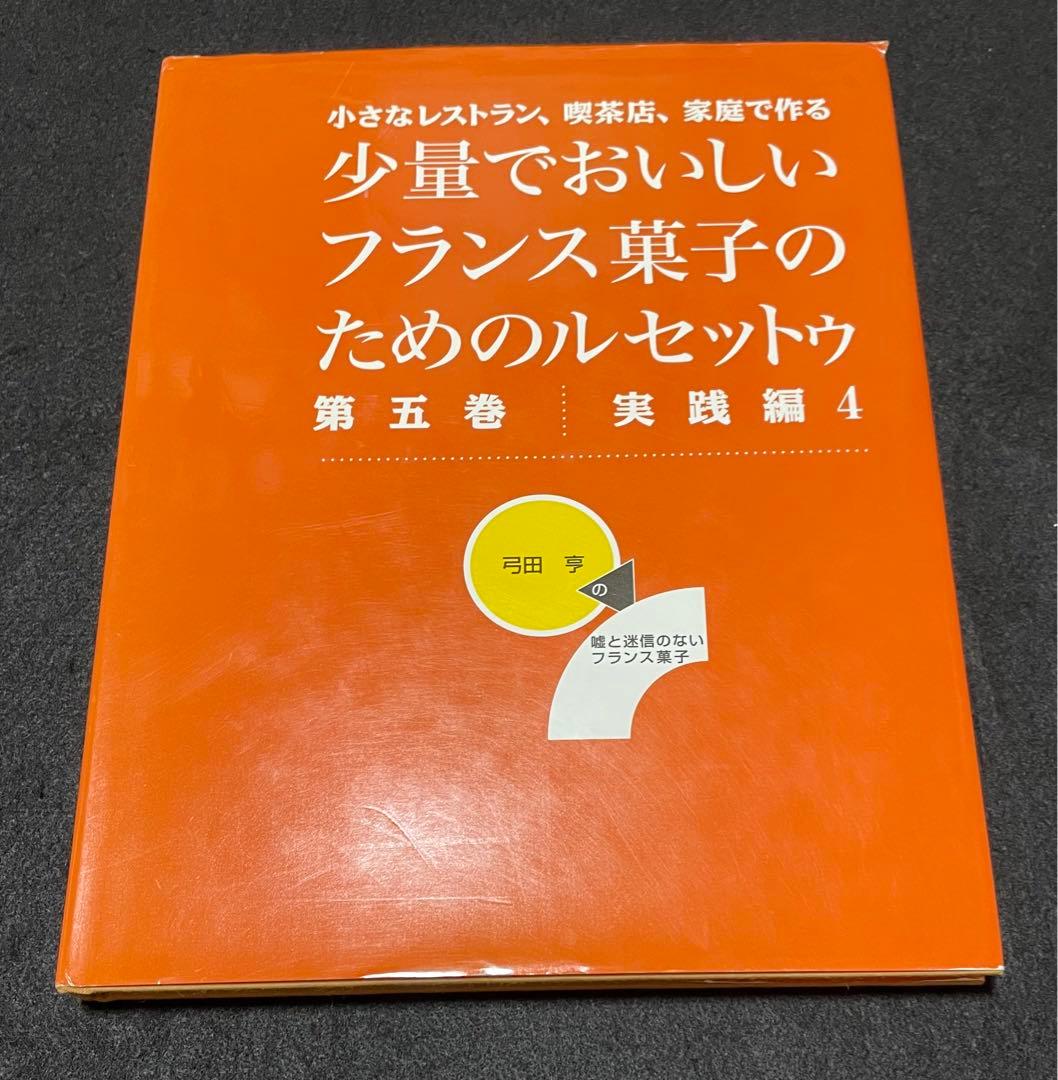 小さなレストラン、喫茶店、家庭で作る
少量でおいしい
フランス菓子の
ためのルセットゥ
第五巻 実践編4
弓田 亨
の
嘘と迷信のない
フランス菓子